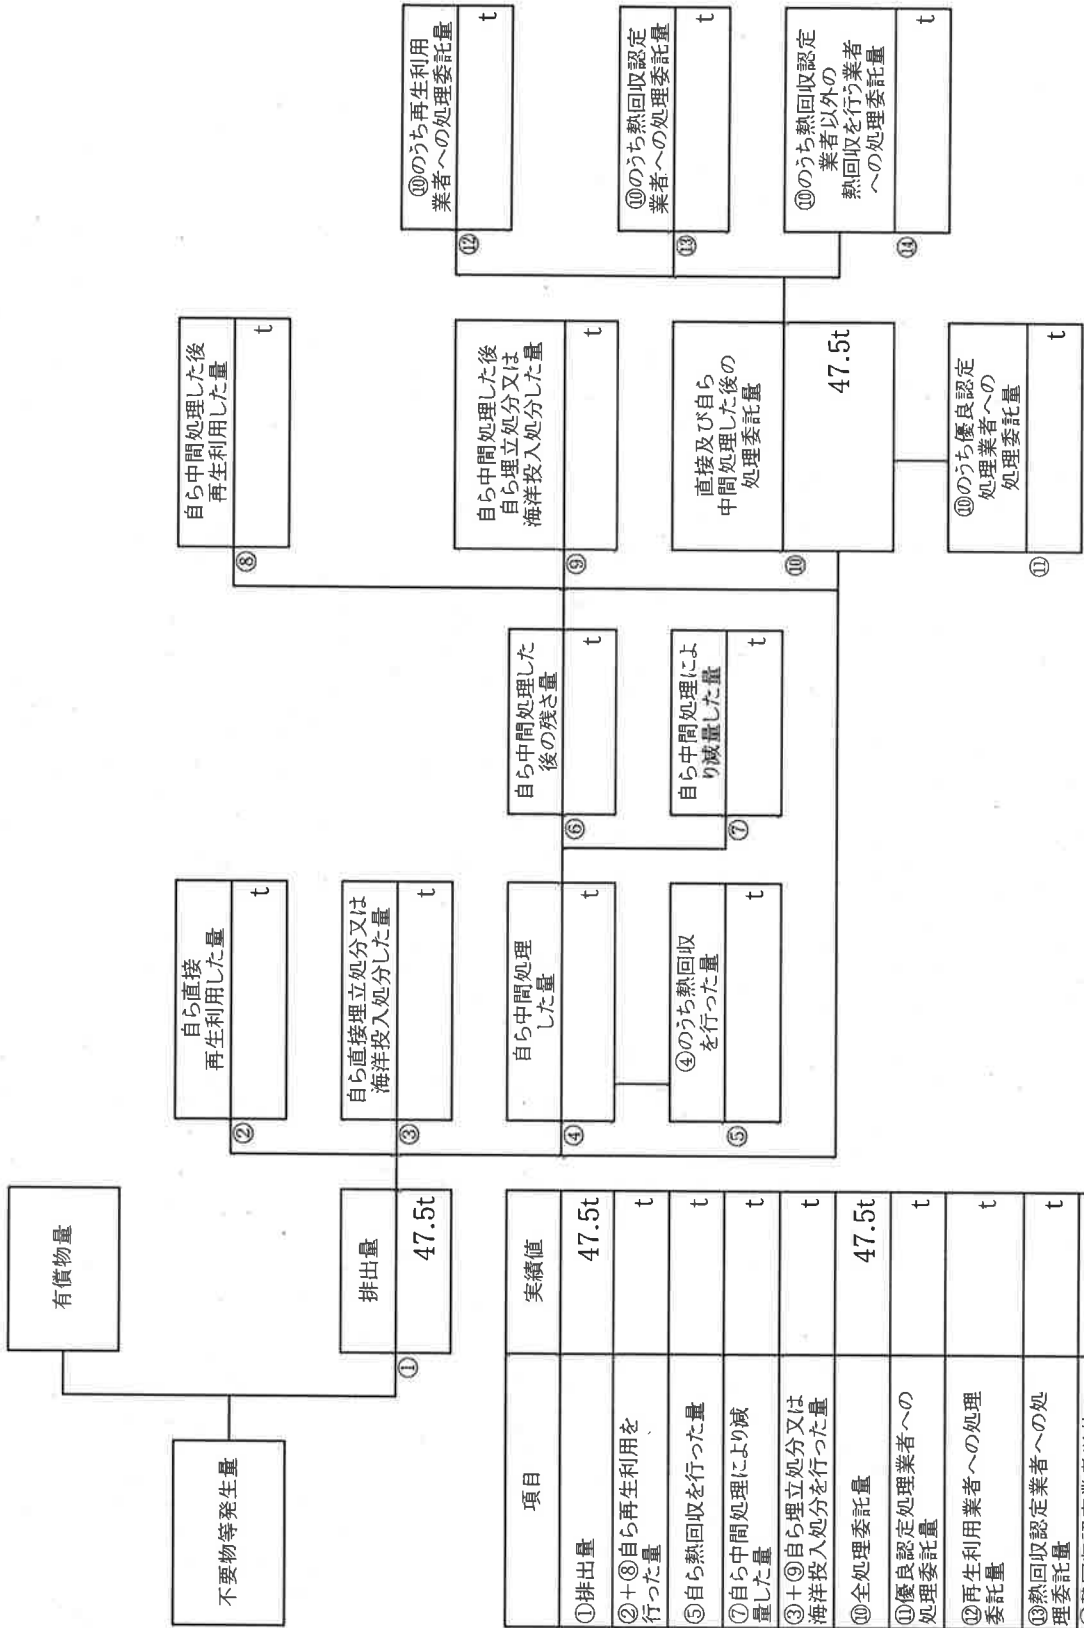 有償物量
不要物等発生量
排出量
①
47.5t
②
自ら直接
再生利用した量
t
③
自ら直接埋立処分又は
海洋投入処分した量
t
④
自ら中間処理
した量
t
⑤
④のうち熱回収
を行った量
t
⑥
自ら中間処理した
後の残さ量
t
⑦
自ら中間処理によ
り減量した量
t
⑧
自ら中間処理した後
再生利用した量
t
⑨
自ら中間処理した後
自ら埋立処分又は
海洋投入処分した量
t
⑩
直接及び自ら
中間処理した後の
処理委託量
47.5t
⑪
⑩のうち優良認定
処理業者への
処理委託量
t
⑫
⑩のうち再生利用
業者への処理委託量
t
⑬
⑩のうち熱回収認定
業者への処理委託量
t
⑭
⑩のうち熱回収認定
業者以外の
熱回収を行う業者
への処理委託量
t
項目 実績値
①排出量 47.5t
②+⑧自ら再生利用を
行った量 t
⑤自ら熱回収を行った量 t
⑦自ら中間処理により減
量した量 t
③+⑨自ら埋立処分又は
海洋投入処分を行った量 t
⑩全処理委託量 47.5t
⑪優良認定処理業者への
処理委託量 t
⑫再生利用業者への処理
委託量 t
⑬熱回収認定業者への処
理委託量 t